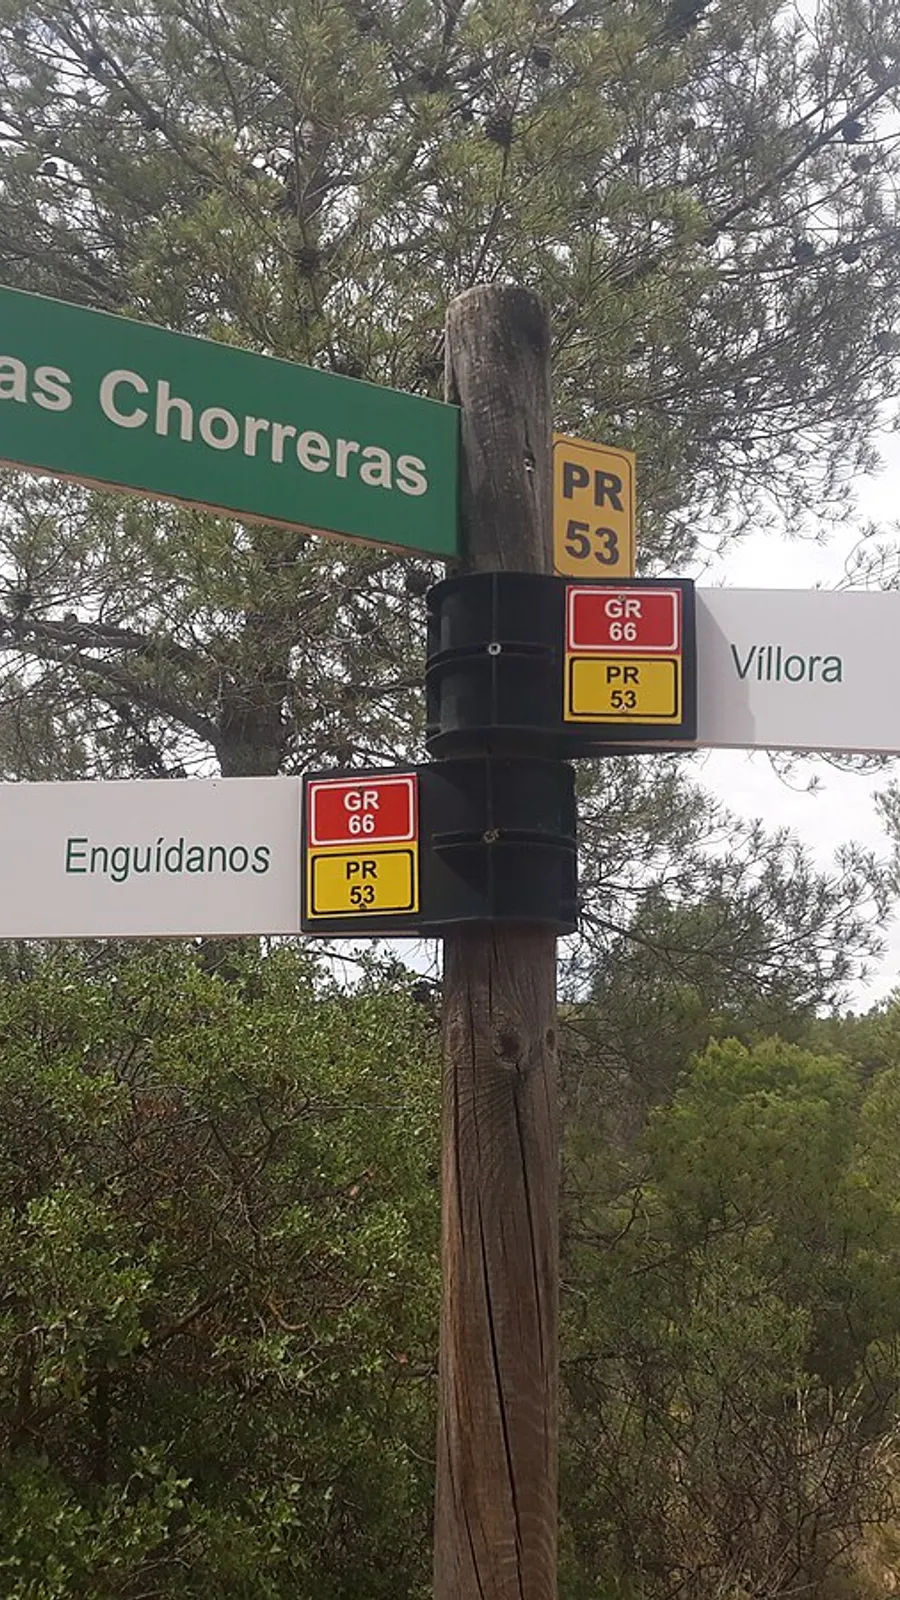 as Chorreras
PR
53
GR
66
PR
53
Víllora
Enguídanos
GR
66
PR
53